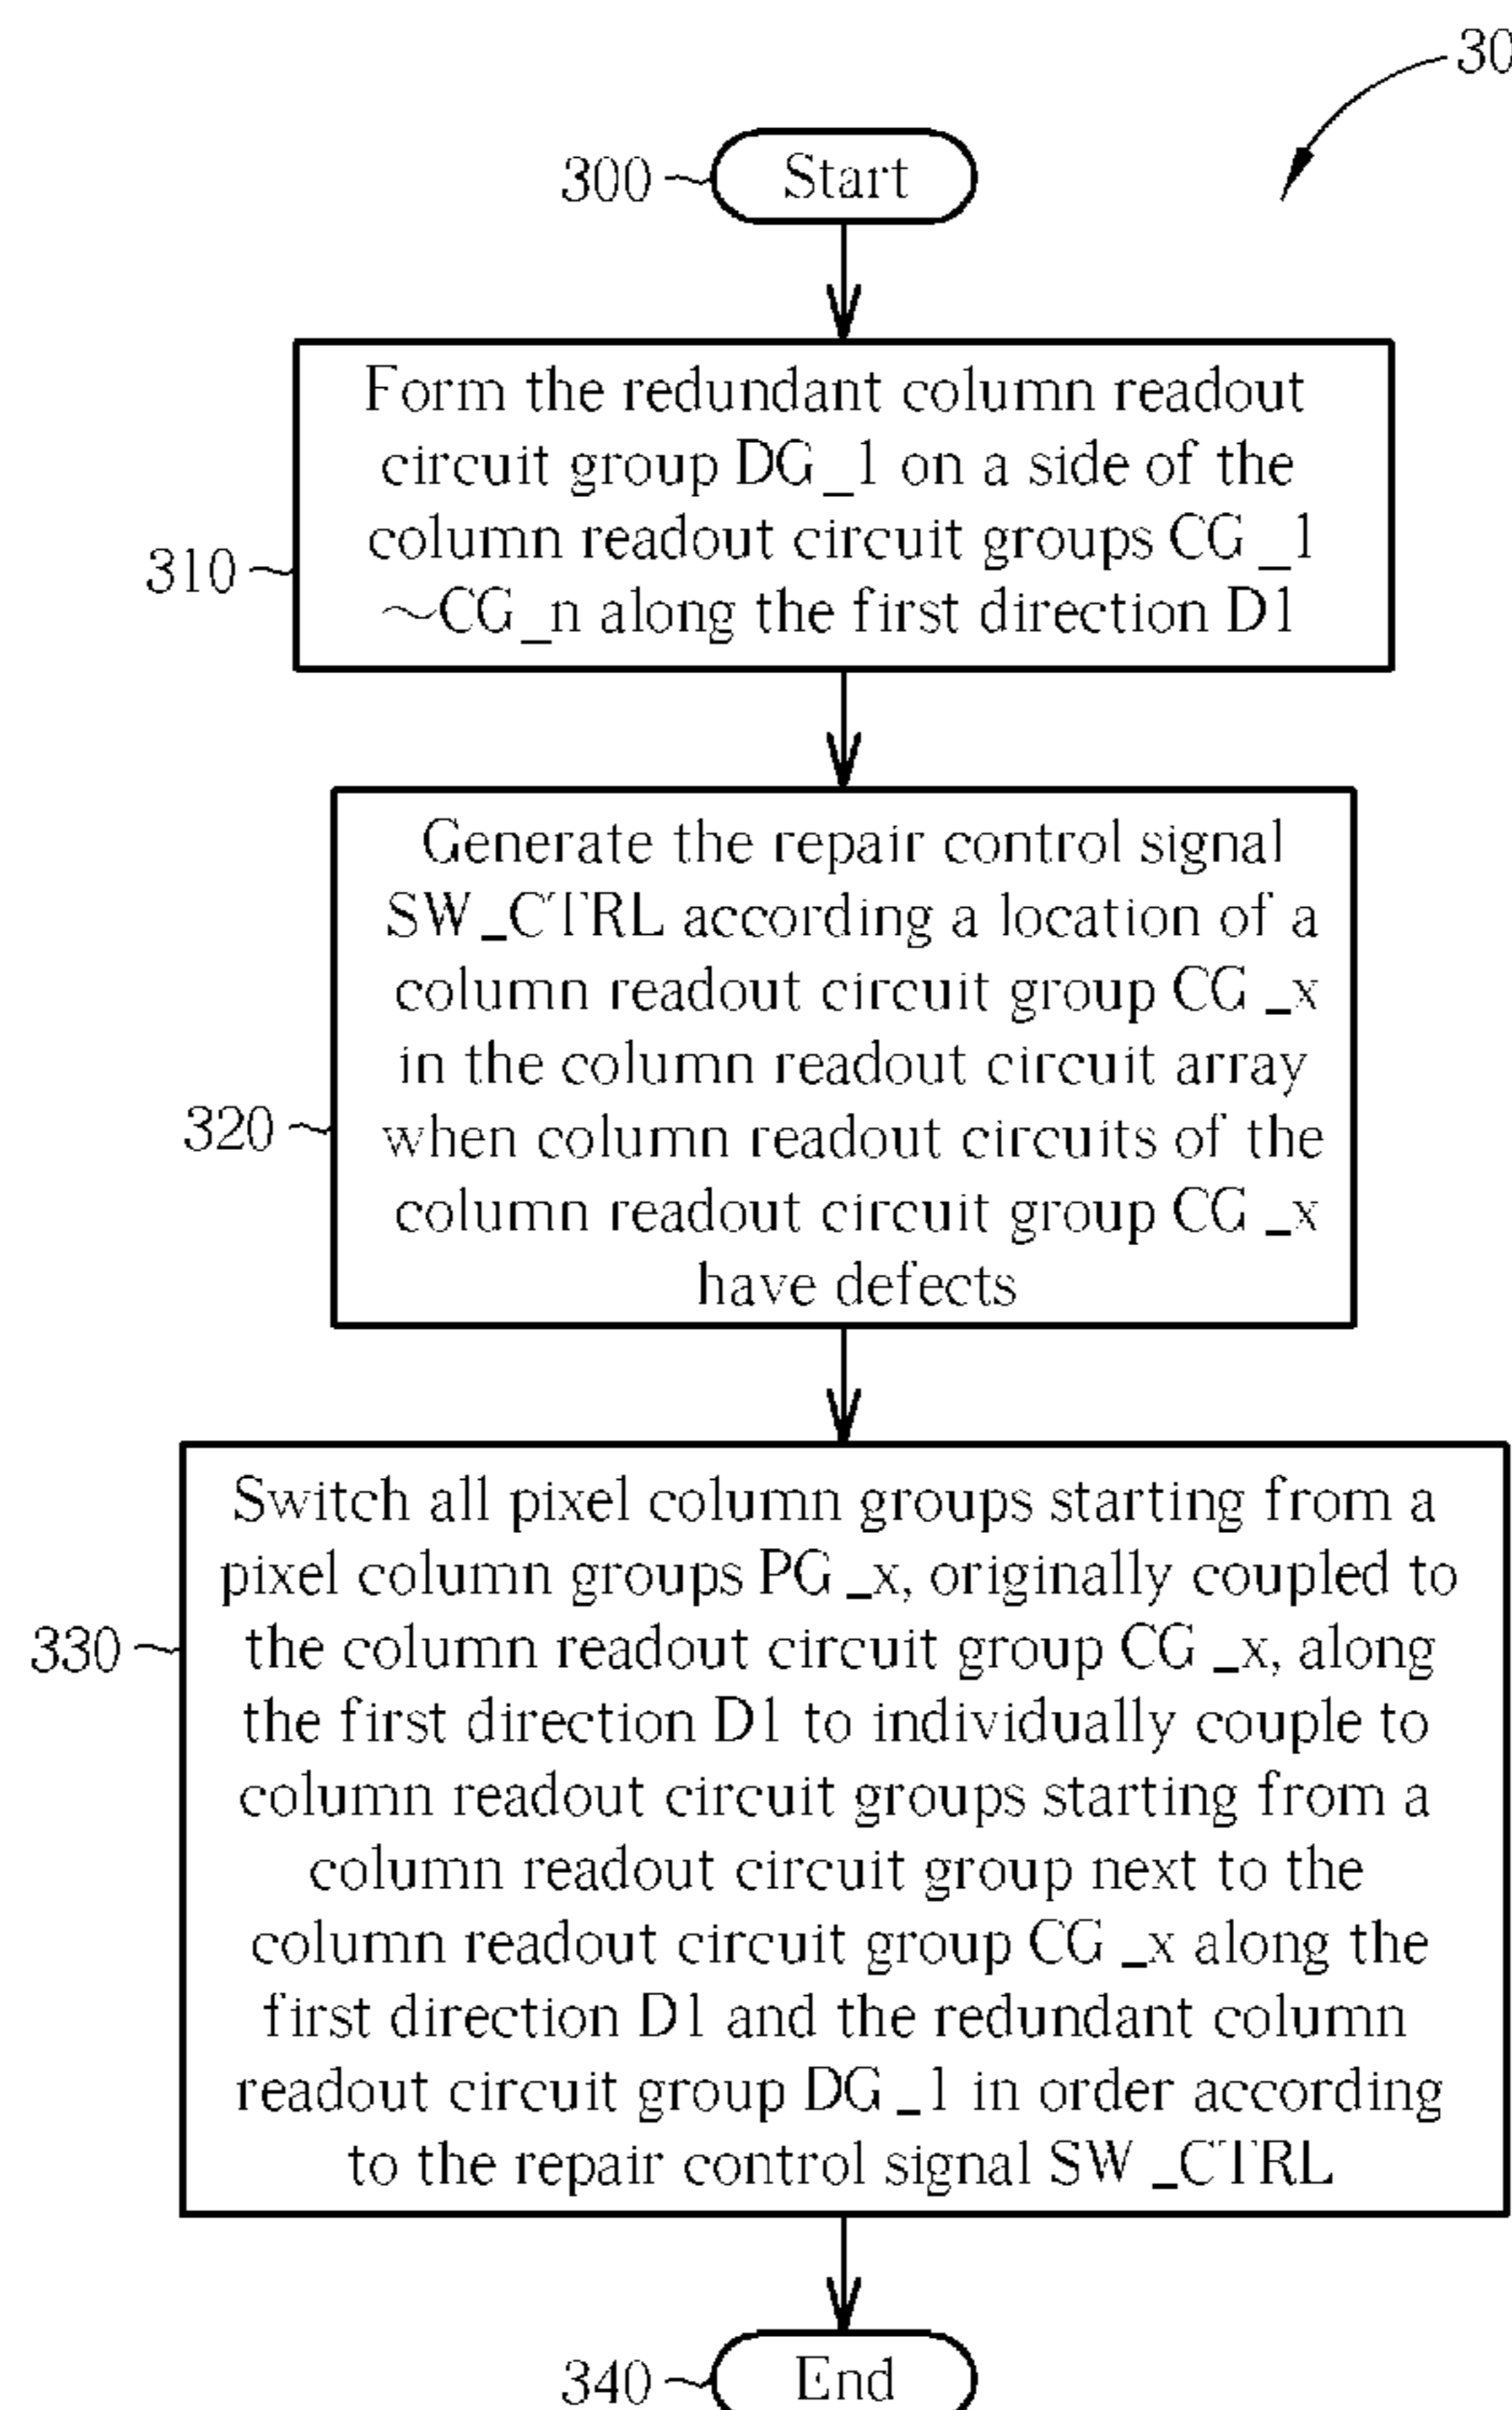 30
300
Start
Form the redundant column readout
circuit group DG_1 on a side of the
column readout circuit groups CG_1
~CG_n along the first direction D1
310
Generate the repair control signal
SW_CTRL according a location of a
column readout circuit group CG_x
in the column readout circuit array
when column readout circuits of the
column readout circuit group CG_x
have defects
320
Switch all pixel column groups starting from a
pixel column groups PG_x, originally coupled to
the column readout circuit group CG_x, along
the first direction D1 to individually couple to
column readout circuit groups starting from a
column readout circuit group next to the
column readout circuit group CG_x along the
first direction D1 and the redundant column
readout circuit group DG_1 in order according
to the repair control signal SW_CTRL
330
340
End